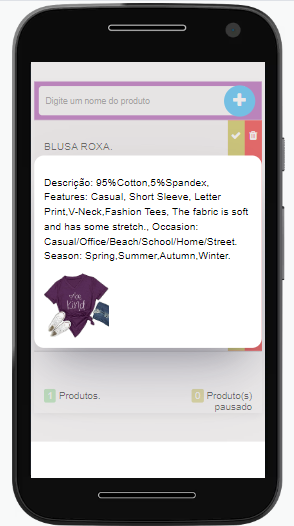 Digite um nome do produto
BLUSA ROXA.
Descrição: 95%Cotton,5%Spandex,
Features: Casual, Short Sleeve, Letter
Print,V-Neck,Fashion Tees, The fabric is soft
and has some stretch., Occasion:
Casual/Office/Beach/School/Home/Street.
Season: Spring,Summer,Autumn,Winter.
kind
1 Produtos.
0 Produto(s)
pausado